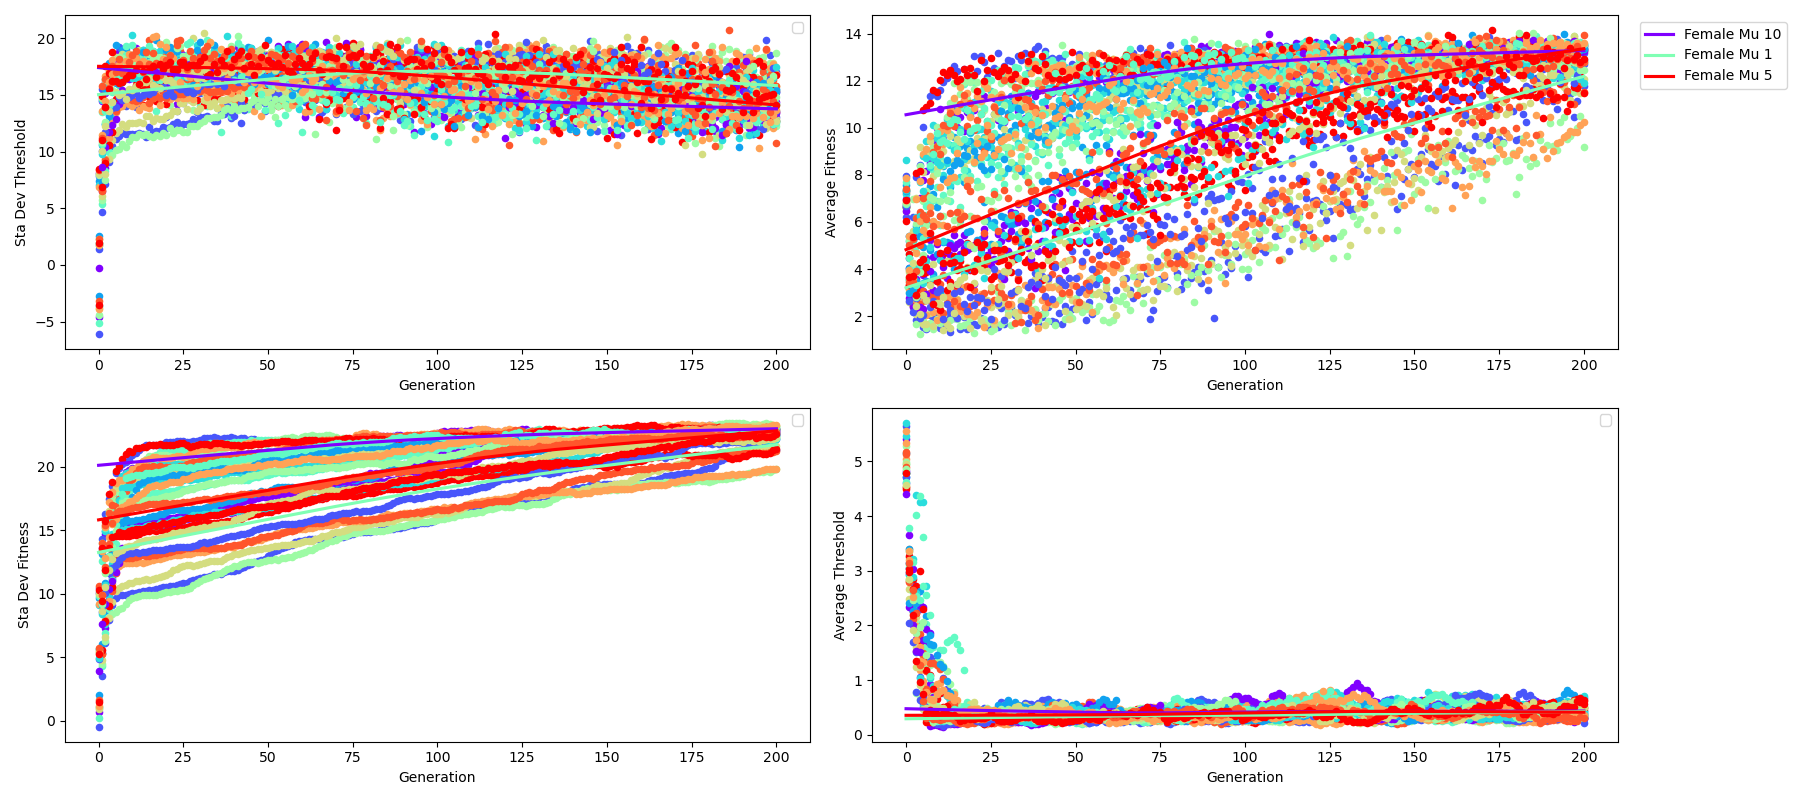 20
15
10
5
0
−5
Sta Dev Threshold
0 25 50 75 100 125 150 175 200
Generation
14
12
10
8
6
4
2
Average Fitness
0 25 50 75 100 125 150 175 200
Generation
Female Mu 10
Female Mu 1
Female Mu 5
20
15
10
5
0
Sta Dev Fitness
0 25 50 75 100 125 150 175 200
Generation
5
4
3
2
1
0
Average Threshold
0 25 50 75 100 125 150 175 200
Generation